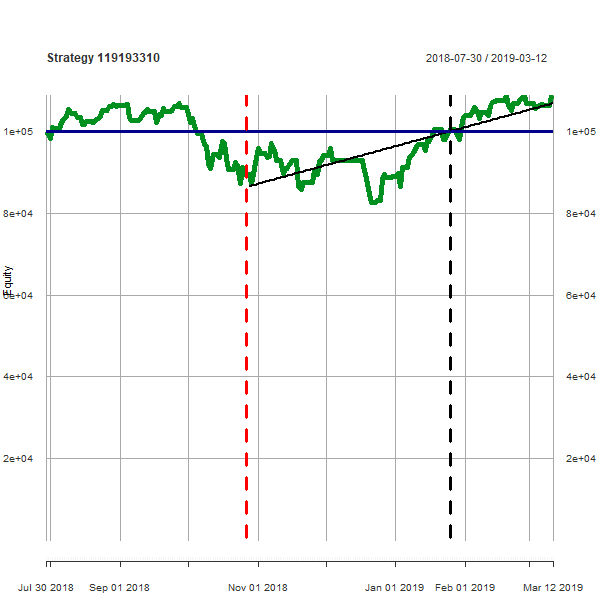 Strategy 119193310
2018-07-30 / 2019-03-12
1e+05
1e+05
8e+04
8e+04
Equity
6e+04
6e+04
4e+04
4e+04
2e+04
2e+04
Jul 30 2018
Sep 01 2018
Nov 01 2018
Jan 01 2019
Feb 01 2019
Mar 12 2019